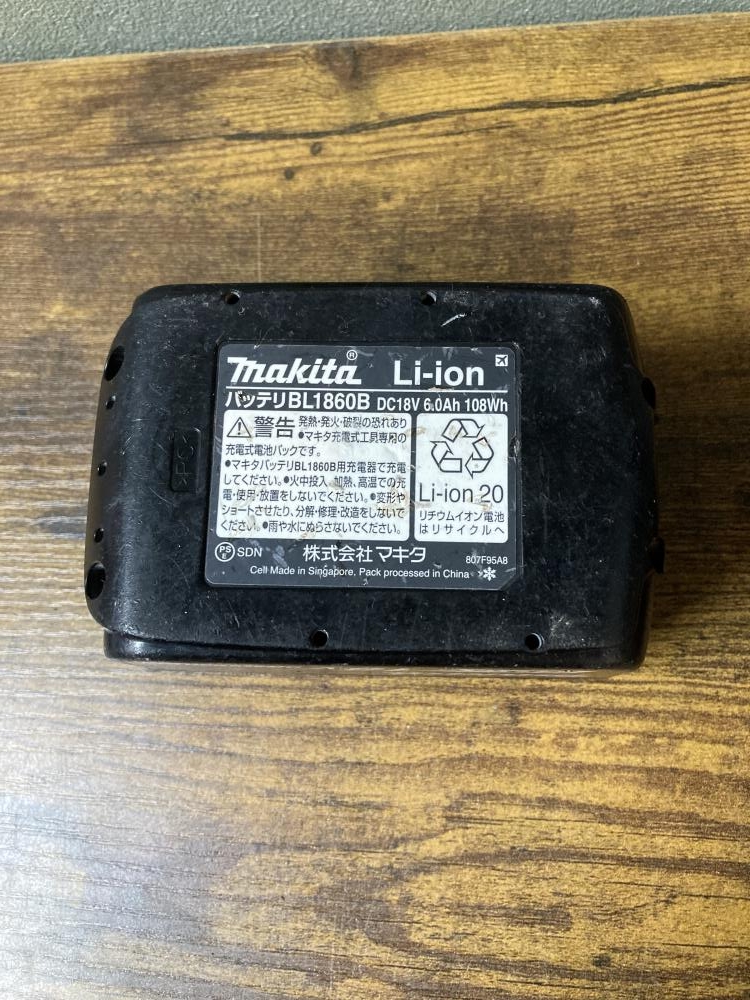 makita® Li-ion
バッテリBL1860B DC18V 6.0Ah 108Wh
警告 発熱・発火・破裂の恐れあり
●マキタ充電式工具専用の
充電式電池パックです。
●マキタバッテリBL1860B用充電器で充電
してください。●火中投入、加熱、高温での充
電・使用・放置をしないでください。●変形や
ショートさせたり、分解・修理・改造をしないで
ください。●雨や水にぬらさないでください。
Li-ion 20
リチウムイオン電池
はリサイクルへ
PS SDN 株式会社マキタ 807F95A8
Cell Made in Singapore, Pack processed in China
>PC<